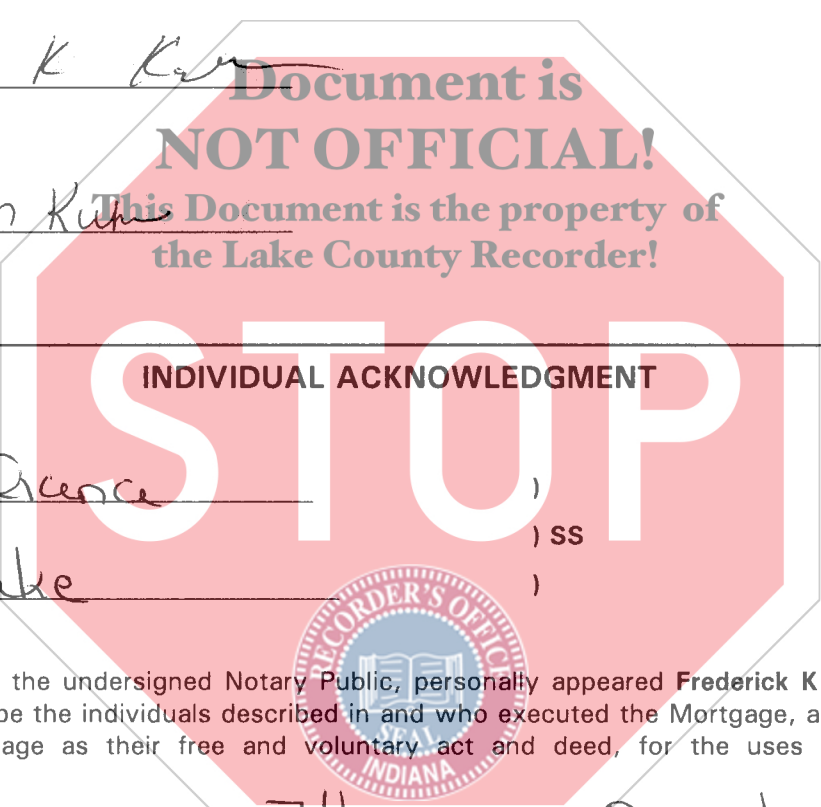 K K
Document is
NOT OFFICIAL!
This Document is the property of
the Lake County Recorder!
STOP
INDIVIDUAL ACKNOWLEDGMENT
)
) SS
ake )
RECORDER'S OFFICE
the undersigned Notary Public, personally appeared Frederick K
be the individuals described in and who executed the Mortgage, a
age as their free and voluntary act and deed, for the uses
SEAL
INDIANA